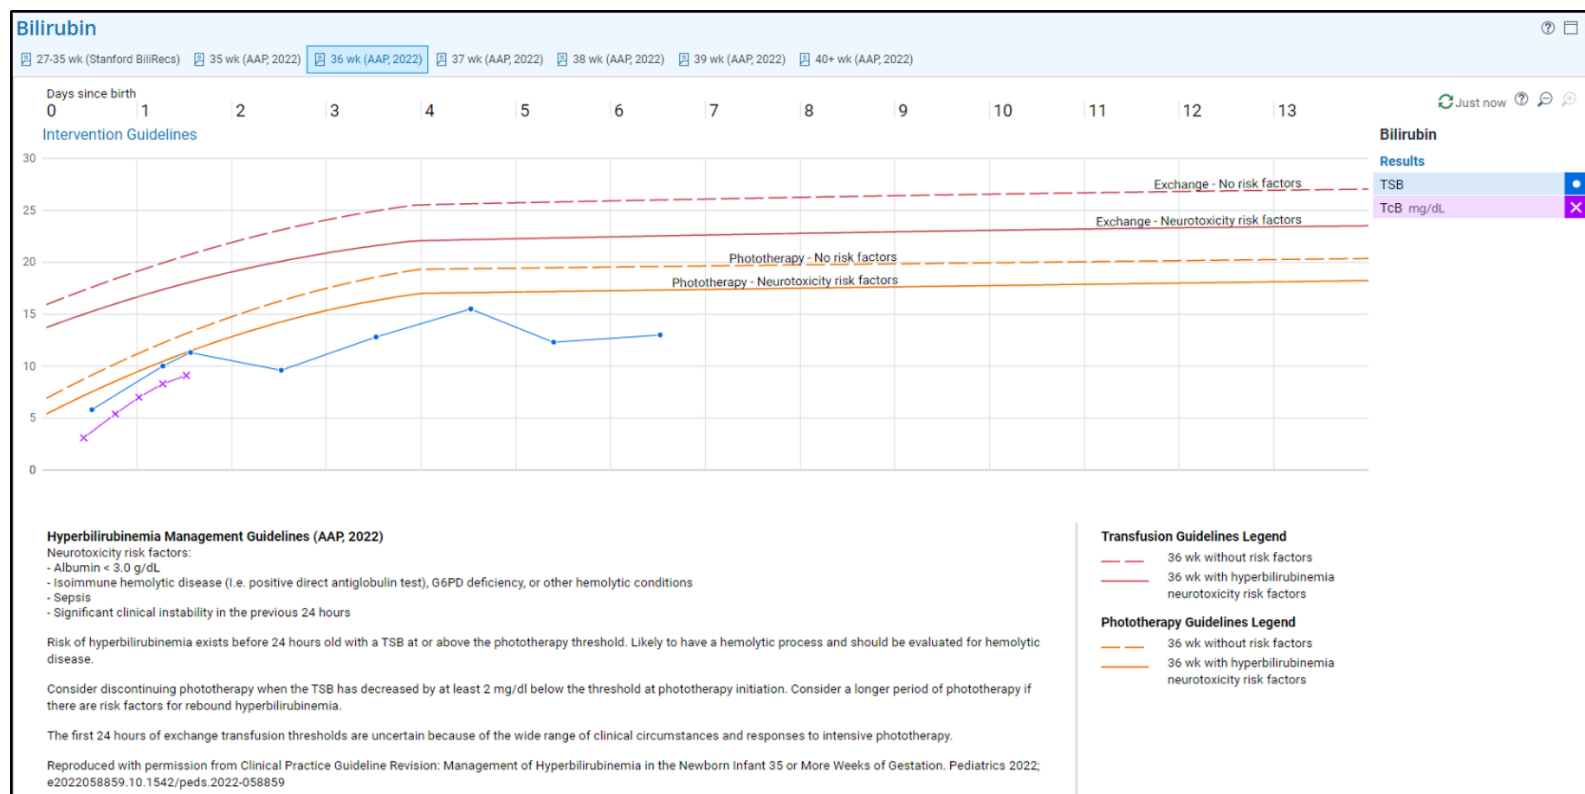 Bilirubin
27-35 wk (Stanford BiliRecs) 35 wk (AAP, 2022) 36 wk (AAP, 2022) 37 wk (AAP, 2022) 38 wk (AAP, 2022) 39 wk (AAP, 2022) 40+ wk (AAP, 2022)
Days since birth
0 1 2 3 4 5 6 7 8 9 10 11 12 13
Just now
Intervention Guidelines
Bilirubin
Results
TSB
TcB mg/dL
30
25
20
15
10
5
0
Exchange - No risk factors
Exchange - Neurotoxicity risk factors
Phototherapy - No risk factors
Phototherapy - Neurotoxicity risk factors
Hyperbilirubinemia Management Guidelines (AAP, 2022)
Neurotoxicity risk factors:
- Albumin < 3.0 g/dL
- Isoimmune hemolytic disease (I.e. positive direct antiglobulin test), G6PD deficiency, or other hemolytic conditions
- Sepsis
- Significant clinical instability in the previous 24 hours
Risk of hyperbilirubinemia exists before 24 hours old with a TSB at or above the phototherapy threshold. Likely to have a hemolytic process and should be evaluated for hemolytic
disease.
Consider discontinuing phototherapy when the TSB has decreased by at least 2 mg/dl below the threshold at phototherapy initiation. Consider a longer period of phototherapy if
there are risk factors for rebound hyperbilirubinemia.
The first 24 hours of exchange transfusion thresholds are uncertain because of the wide range of clinical circumstances and responses to intensive phototherapy.
Reproduced with permission from Clinical Practice Guideline Revision: Management of Hyperbilirubinemia in the Newborn Infant 35 or More Weeks of Gestation. Pediatrics 2022;
e2022058859.10.1542/peds.2022-058859
Transfusion Guidelines Legend
36 wk without risk factors
36 wk with hyperbilirubinemia
neurotoxicity risk factors
Phototherapy Guidelines Legend
36 wk without risk factors
36 wk with hyperbilirubinemia
neurotoxicity risk factors